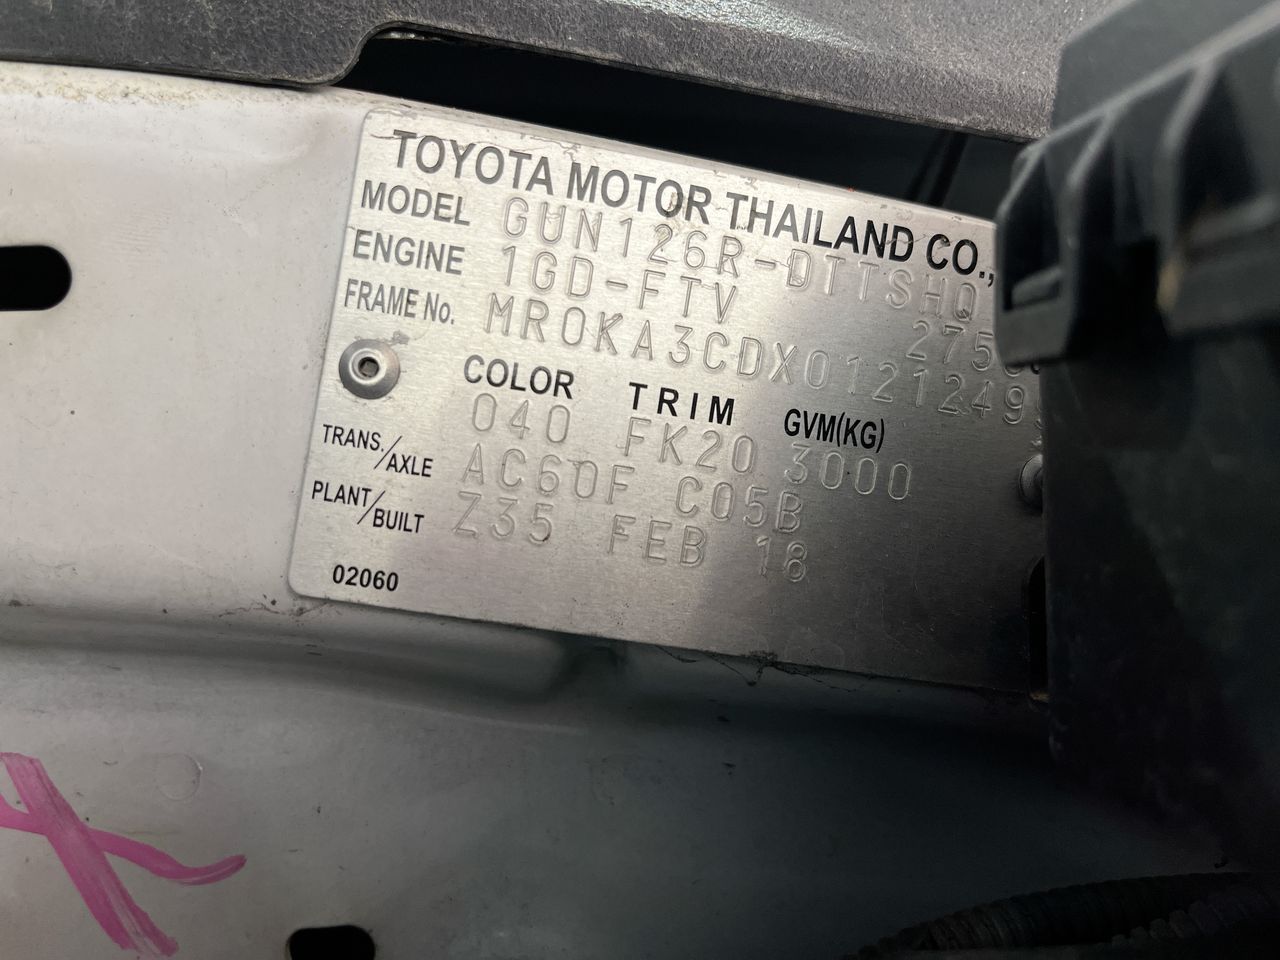 TOYOTA MOTOR THAILAND CO.,
MODEL GUN126R-DTTSHQ
ENGINE 1GD-FTV
FRAME No. MR0KA3CDX0121249
COLOR TRIM GVM(KG)
040 FK20 3000
TRANS./AXLE AC60F C05B
PLANT/BUILT Z35 FEB 18
02060